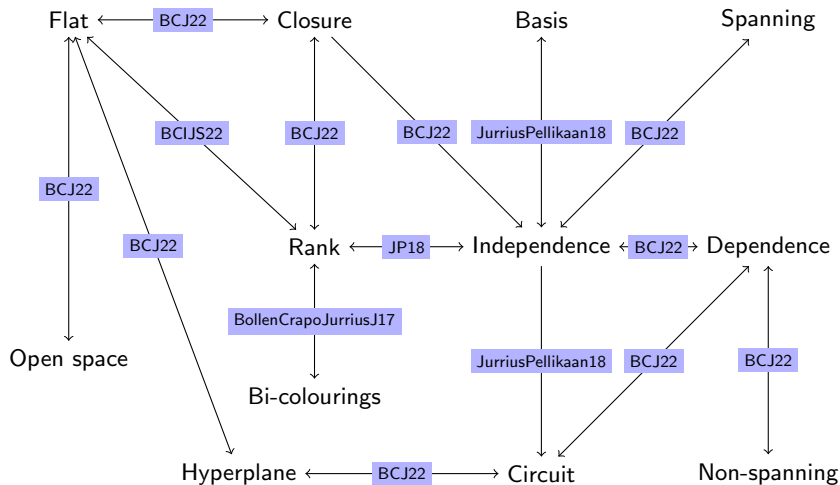 Flat
BCJ22
Closure
Basis
Spanning
BCIJS22
BCJ22
BCJ22
JurriusPellikaan18
BCJ22
BCJ22
BCJ22
Rank
JP18
Independence
BCJ22
Dependence
BollenCrapoJurriusJ17
Open space
JurriusPellikaan18
BCJ22
BCJ22
Bi-colourings
Hyperplane
BCJ22
Circuit
Non-spanning